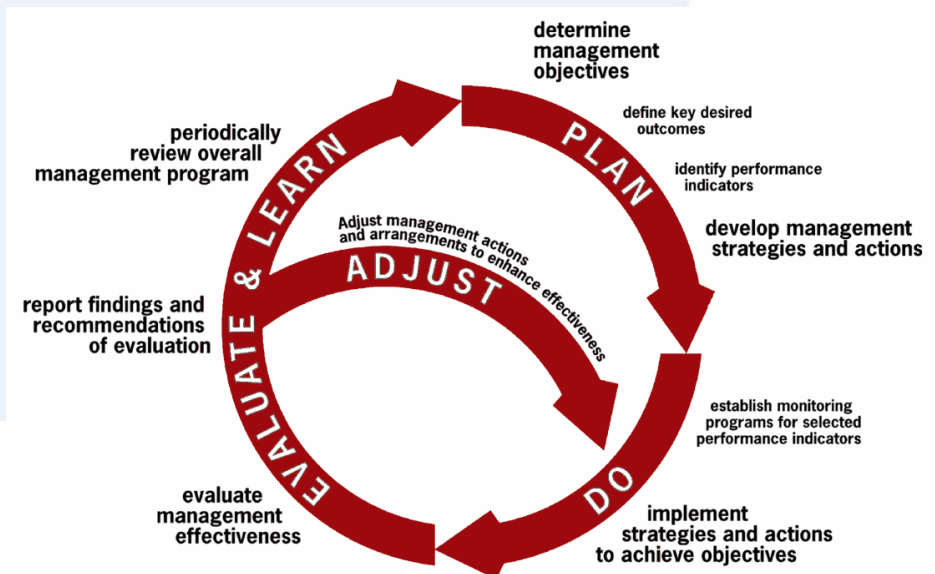 determine
management
objectives
define key desired
outcomes
identify performance
indicators
develop management
strategies and actions
PLAN
establish monitoring
programs for selected
performance indicators
DO
implement
strategies and actions
to achieve objectives
evaluate
management
effectiveness
report findings and
recommendations
of evaluation
periodically
review overall
management program
EVALUATE & LEARN
Adjust management actions
and arrangements to enhance effectiveness
ADJUST